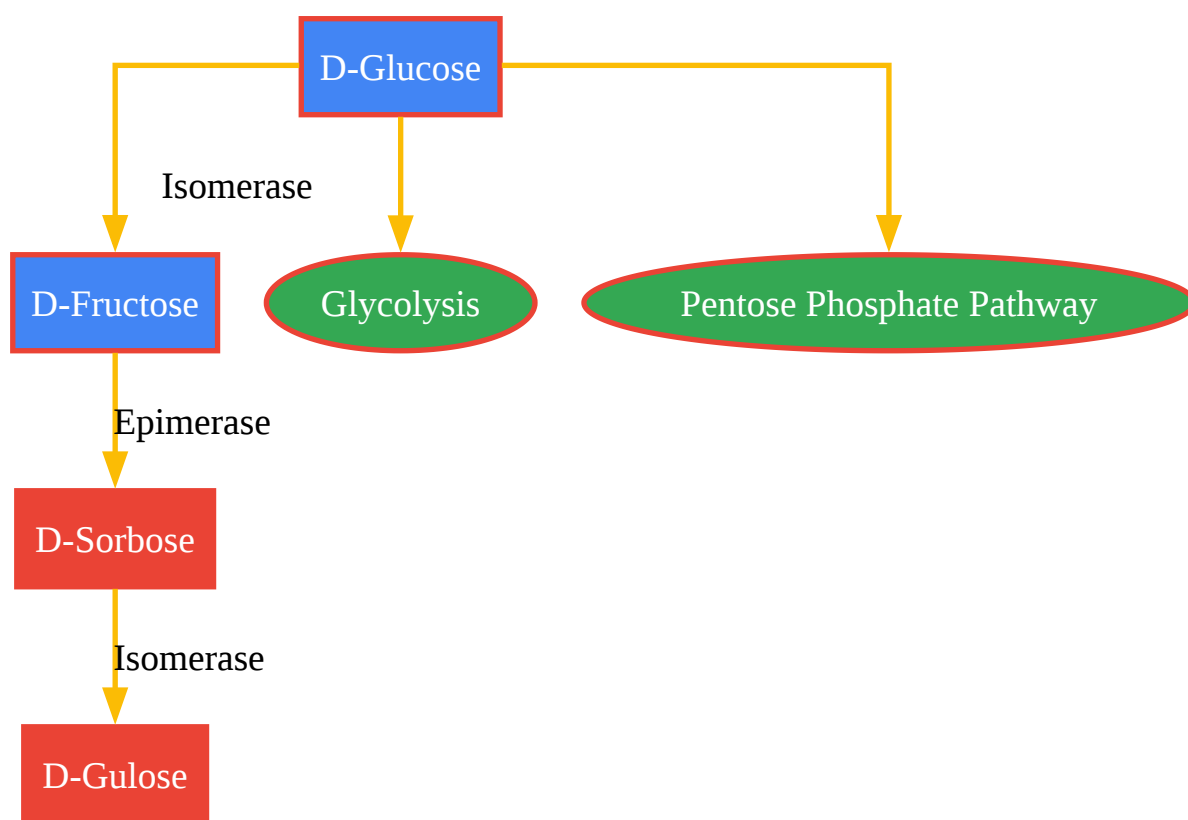 D-Glucose
Isomerase
D-Fructose
Glycolysis
Pentose Phosphate Pathway
Epimerase
D-Sorbose
Isomerase
D-Gulose